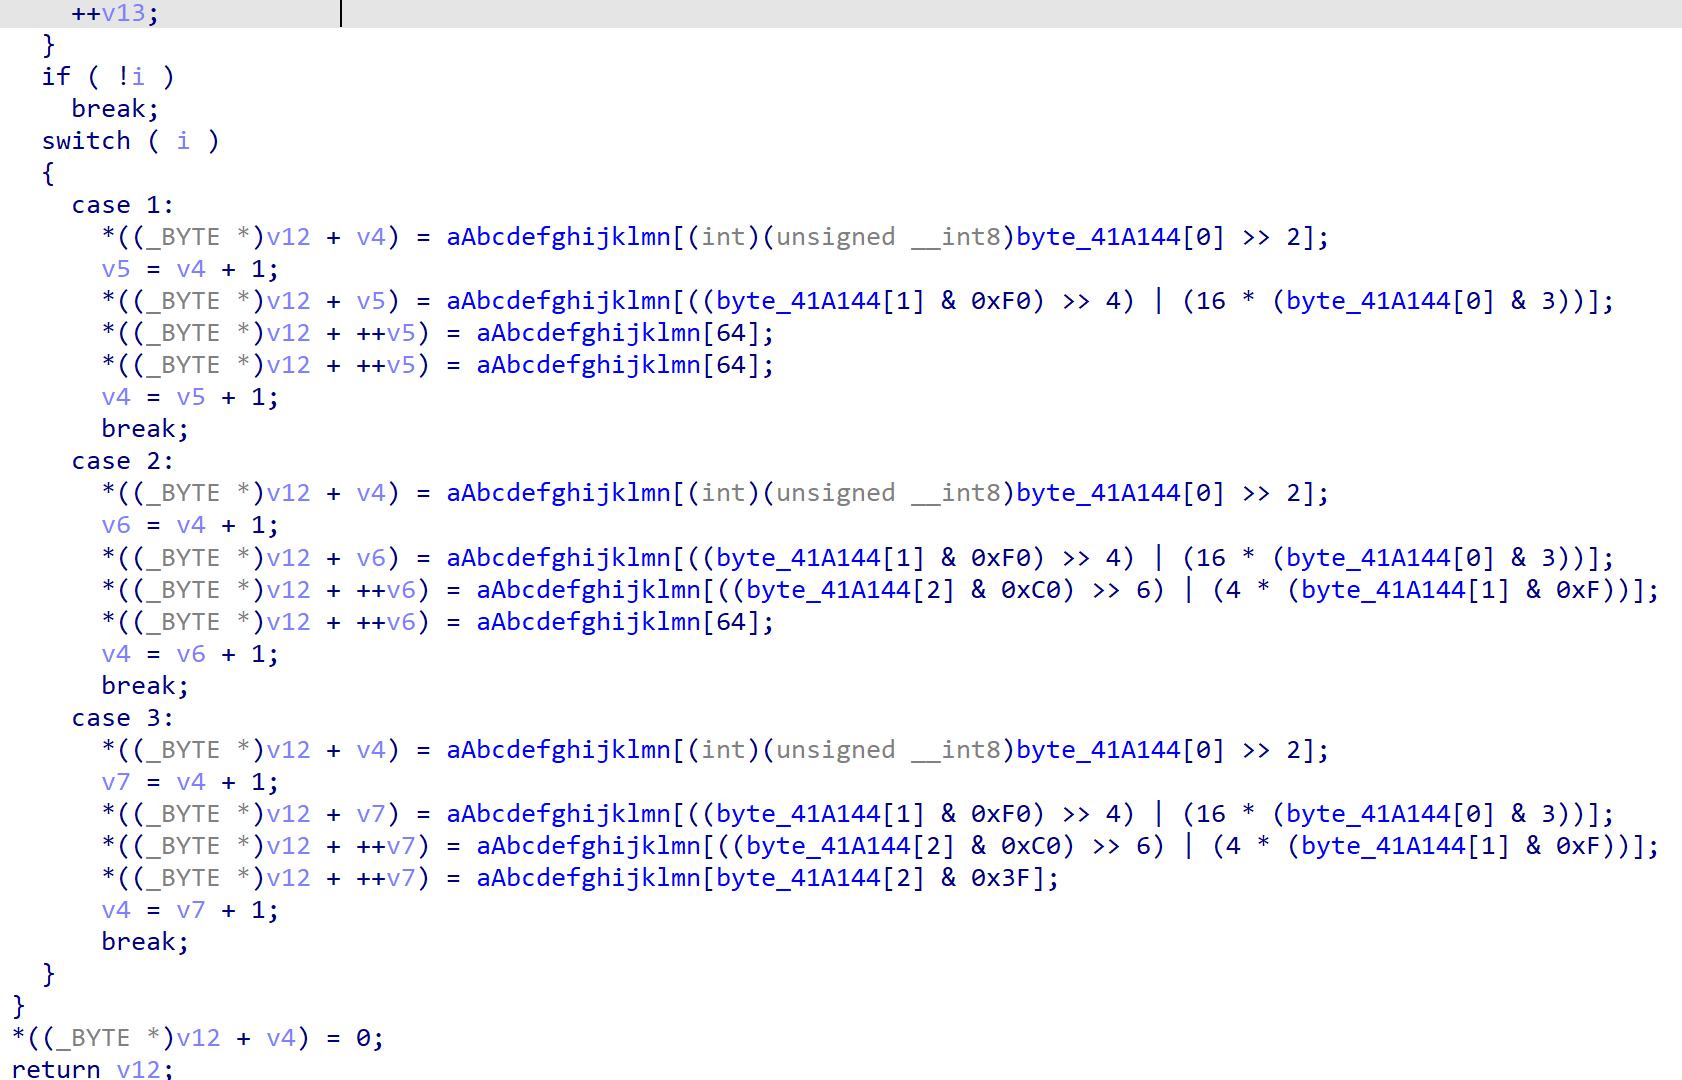 ++v13;
}
if ( !i )
break;
switch ( i )
{
case 1:
*((_BYTE *)v12 + v4) = aAbcdefghijklmn[(int)(unsigned __int8)byte_41A144[0] >> 2];
v5 = v4 + 1;
*((_BYTE *)v12 + v5) = aAbcdefghijklmn[((byte_41A144[1] & 0xF0) >> 4) | (16 * (byte_41A144[0] & 3))];
*((_BYTE *)v12 + ++v5) = aAbcdefghijklmn[64];
*((_BYTE *)v12 + ++v5) = aAbcdefghijklmn[64];
v4 = v5 + 1;
break;
case 2:
*((_BYTE *)v12 + v4) = aAbcdefghijklmn[(int)(unsigned __int8)byte_41A144[0] >> 2];
v6 = v4 + 1;
*((_BYTE *)v12 + v6) = aAbcdefghijklmn[((byte_41A144[1] & 0xF0) >> 4) | (16 * (byte_41A144[0] & 3))];
*((_BYTE *)v12 + ++v6) = aAbcdefghijklmn[((byte_41A144[2] & 0xC0) >> 6) | (4 * (byte_41A144[1] & 0xF))];
*((_BYTE *)v12 + ++v6) = aAbcdefghijklmn[64];
v4 = v6 + 1;
break;
case 3:
*((_BYTE *)v12 + v4) = aAbcdefghijklmn[(int)(unsigned __int8)byte_41A144[0] >> 2];
v7 = v4 + 1;
*((_BYTE *)v12 + v7) = aAbcdefghijklmn[((byte_41A144[1] & 0xF0) >> 4) | (16 * (byte_41A144[0] & 3))];
*((_BYTE *)v12 + ++v7) = aAbcdefghijklmn[((byte_41A144[2] & 0xC0) >> 6) | (4 * (byte_41A144[1] & 0xF))];
*((_BYTE *)v12 + ++v7) = aAbcdefghijklmn[byte_41A144[2] & 0x3F];
v4 = v7 + 1;
break;
}
}
*((_BYTE *)v12 + v4) = 0;
return v12;